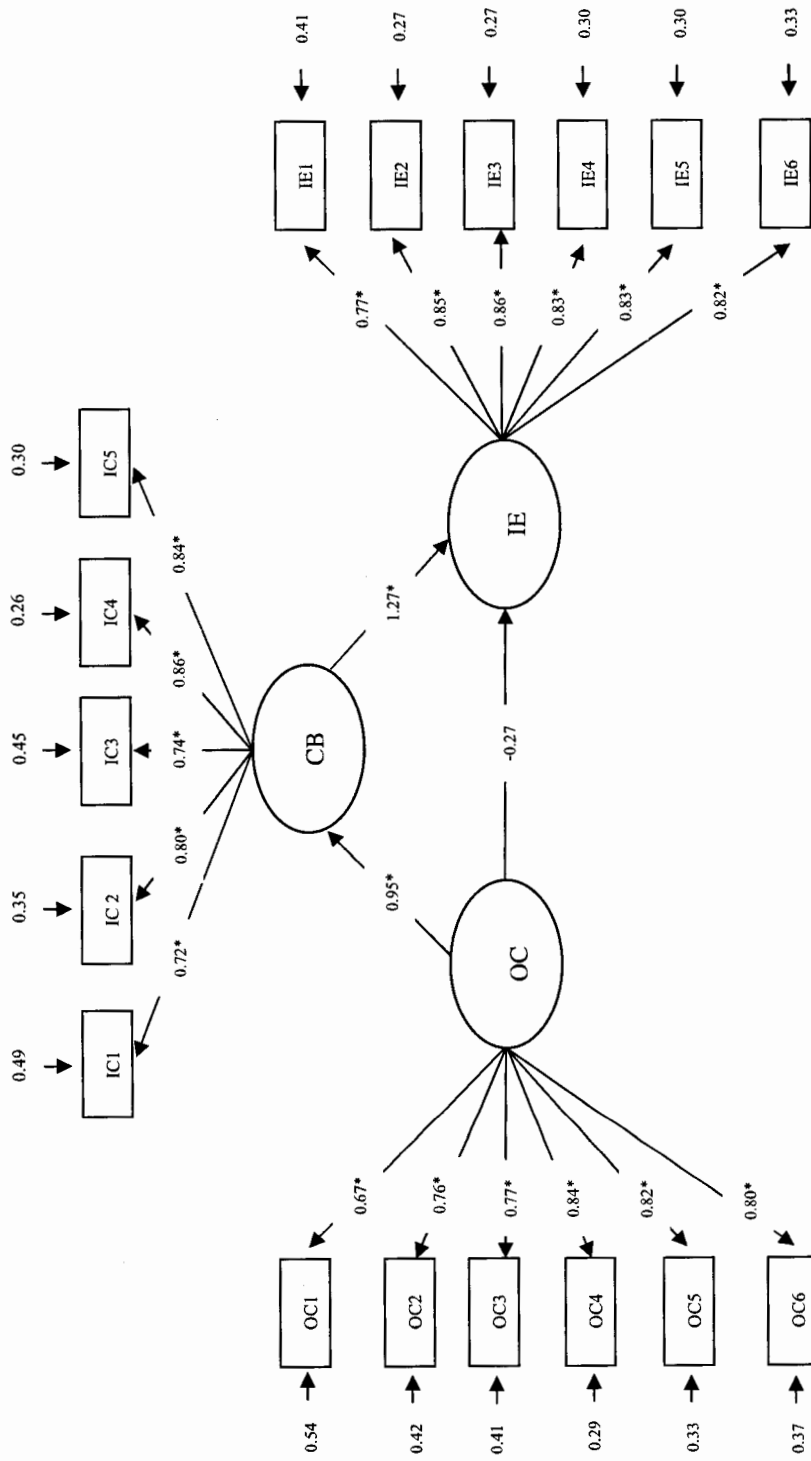 0.49
0.35
0.45
0.26
0.30
IC1
IC 2
IC3
IC4
IC5
0.72*
0.80*
0.74*
0.86*
0.84*
CB
0.95*
1.27*
OC
-0.27
IE
0.54
OC1
0.67*
0.42
OC2
0.76*
0.41
OC3
0.77*
0.29
OC4
0.84*
0.33
OC5
0.82*
0.37
OC6
0.80*
0.77*
IE1
0.41
0.85*
IE2
0.27
0.86*
IE3
0.27
0.83*
IE4
0.30
0.83*
IE5
0.30
0.82*
IE6
0.33